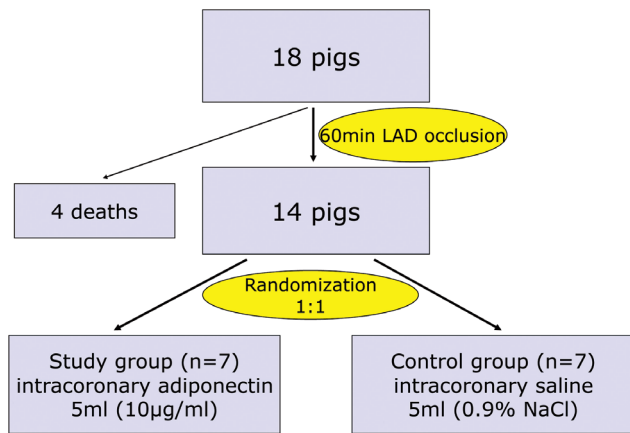 18 pigs
60min LAD occlusion
4 deaths
14 pigs
Randomization
1:1
Study group (n=7)
intracoronary adiponectin
5ml (10µg/ml)
Control group (n=7)
intracoronary saline
5ml (0.9% NaCl)